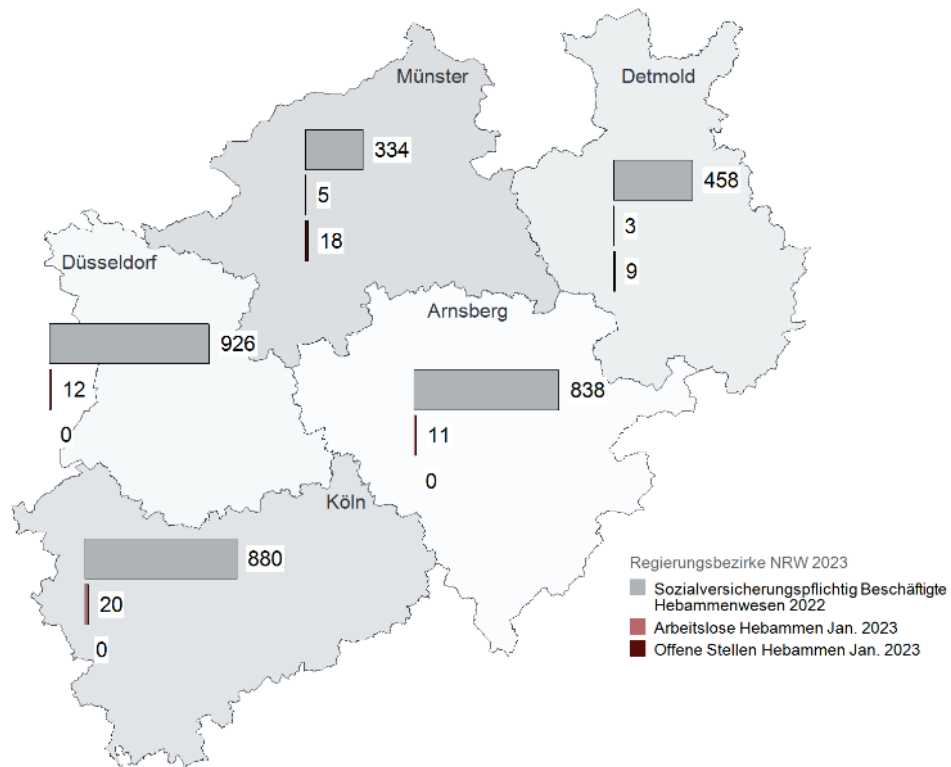 Münster
334
5
18
Detmold
458
3
9
Düsseldorf
926
12
0
Arnsberg
838
11
0
Köln
880
20
0
Regierungsbezirke NRW 2023
Sozialversicherungspflichtig Beschäftigte
Hebammenwesen 2022
Arbeitslose Hebammen Jan. 2023
Offene Stellen Hebammen Jan. 2023